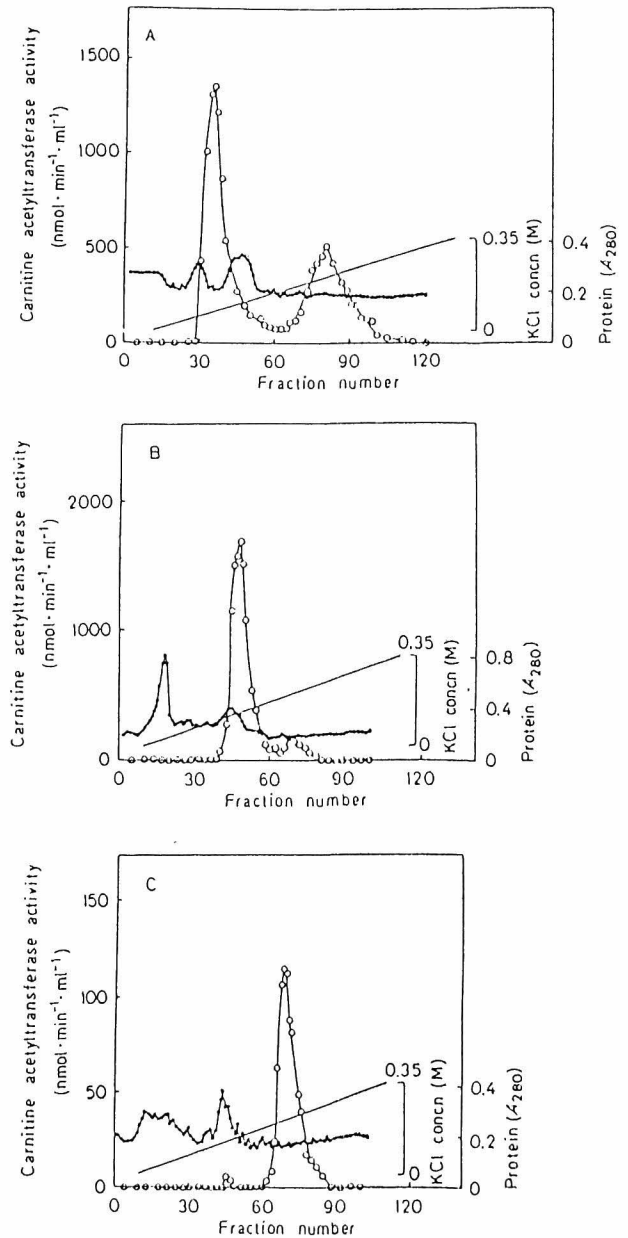 A
Carnitine acetyltransferase activity
(nmol·min⁻¹·ml⁻¹)
1500
1000
500
0
0 30 60 90 120
Fraction number
0.35
0
KCl concn (M)
0.4
0.2
0
Protein (A₂₈₀)
B
Carnitine acetyltransferase activity
(nmol·min⁻¹·ml⁻¹)
2000
1000
0
0 30 60 90 120
Fraction number
0.35
0
KCl concn (M)
0.8
0.4
0
Protein (A₂₈₀)
C
Carnitine acetyltransferase activity
(nmol·min⁻¹·ml⁻¹)
150
100
50
0
0 30 60 90 120
Fraction number
0.35
0
KCl concn (M)
0.4
0.2
0
Protein (A₂₈₀)